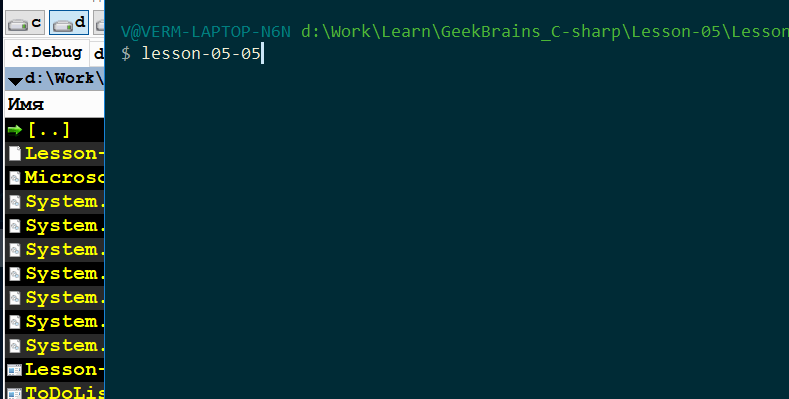 c d
d:Debug d
d:\Work\
Имя
[..]
Lesson-
Microso
System.
System.
System.
System.
System.
System.
System.
Lesson-
ToDoLis
V@VERM-LAPTOP-N6N d:\Work\Learn\GeekBrains_C-sharp\Lesson-05\Lesson
$ lesson-05-05